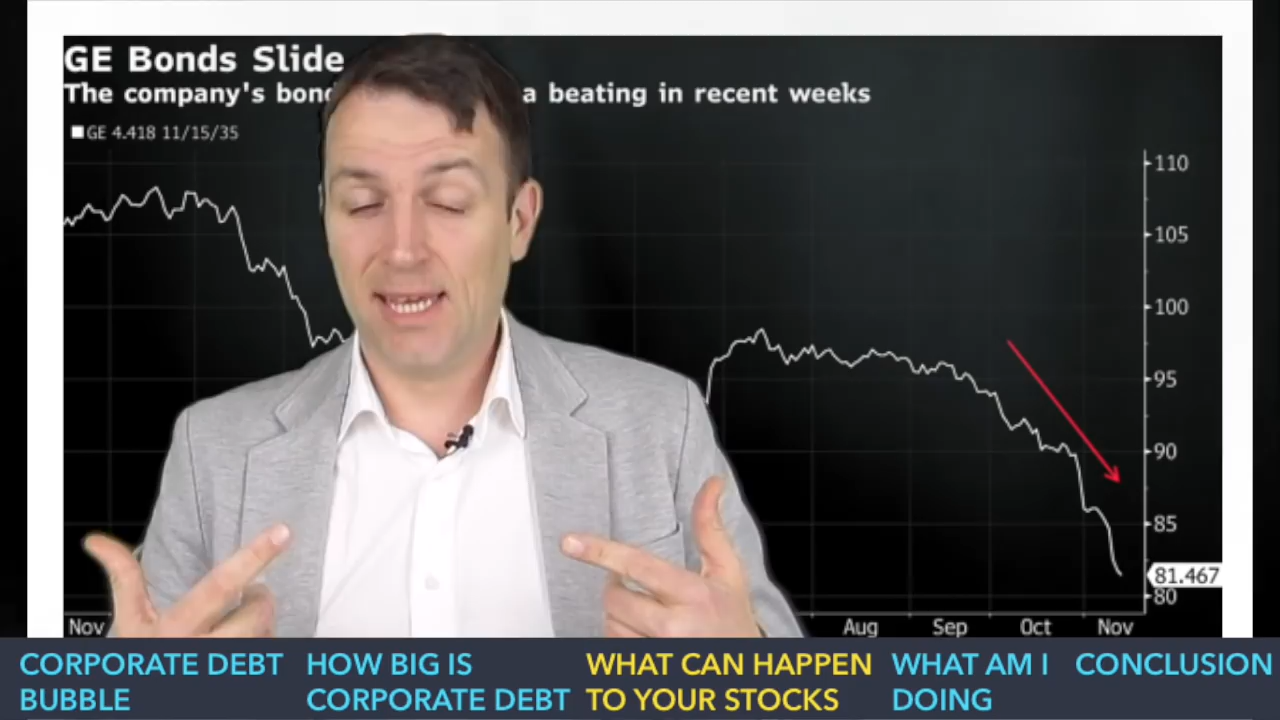 GE Bonds Slide
The company's bond a beating in recent weeks
GE 4.418 11/15/35
110
105
100
95
90
85
81.467
80
Nov Aug Sep Oct Nov
CORPORATE DEBT BUBBLE
HOW BIG IS CORPORATE DEBT
WHAT CAN HAPPEN TO YOUR STOCKS
WHAT AM I DOING
CONCLUSION